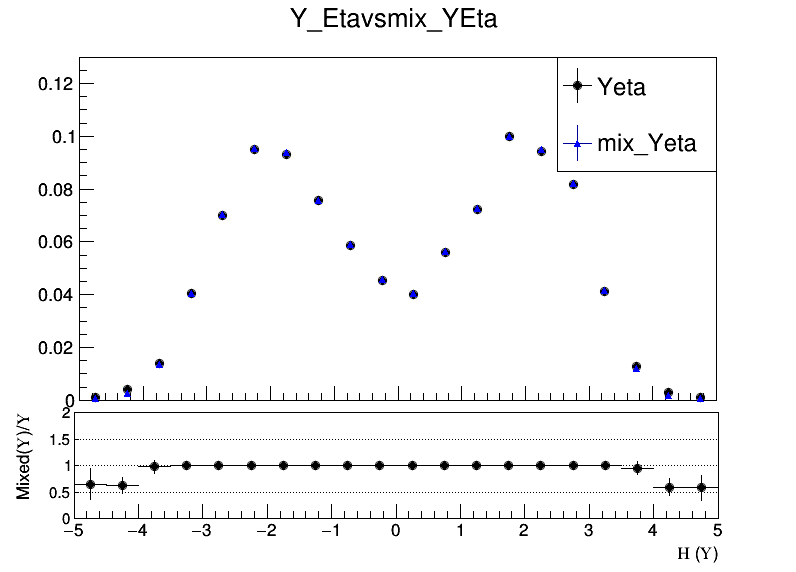 Y_Etavsmix_YEta
0.12
0.1
0.08
0.06
0.04
0.02
0
Yeta
mix_Yeta
Mixed(Y)/Y
2
1.5
1
0.5
0
−5 −4 −3 −2 −1 0 1 2 3 4 5
H (Y)